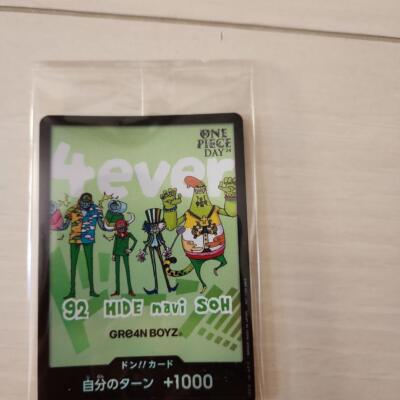 ONE
PIECE
DAY'24
4ever
92 HIDE navi SOH
GRe4N BOYZ
ドン!!カード
自分のターン +1000